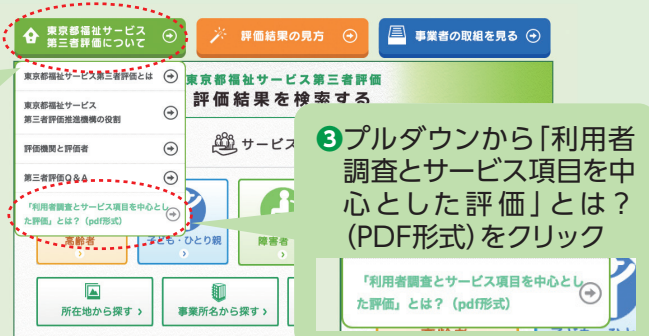 東京都福祉サービス
第三者評価について
評価結果の見方
事業者の取組を見る
東京都福祉サービス第三者評価とは
東京都福祉サービス第三者評価
評価結果を検索する
東京都福祉サービス
第三者評価推進機構の役割
評価機関と評価者
サービス
第三者評価Q&A
「利用者調査とサービス項目を中心とし
た評価」とは?(pdf形式)
高齢者
子ども・ひとり親
障害者
所在地から探す
事業所名から探す
❸プルダウンから「利用者
調査とサービス項目を中
心とした評価」とは?
(PDF形式)をクリック
「利用者調査とサービス項目を中心とし
た評価」とは?(pdf形式)